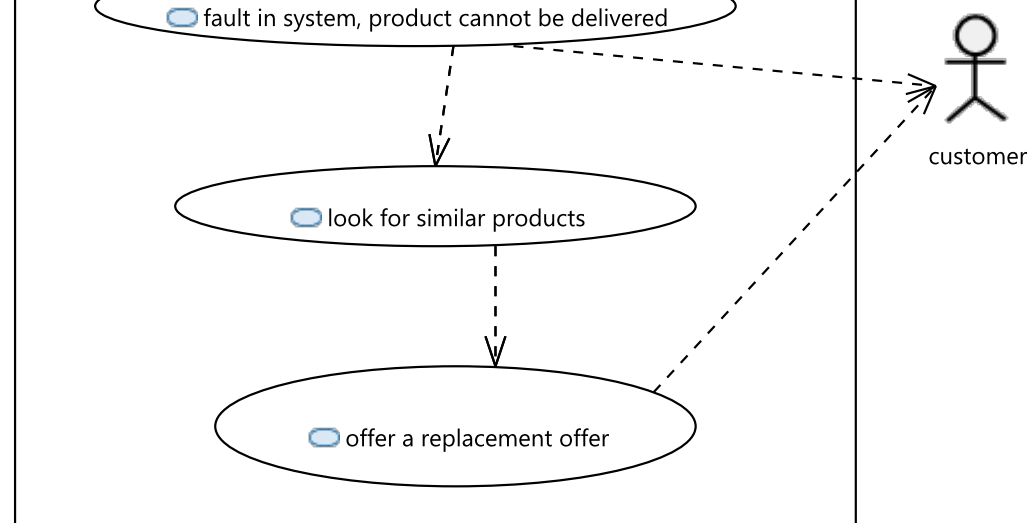 fault in system, product cannot be delivered
customer
look for similar products
offer a replacement offer